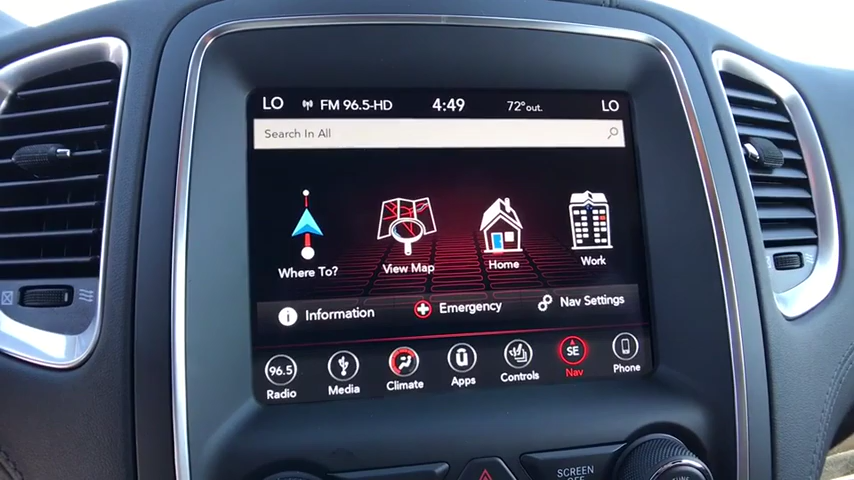 LO FM 96.5-HD 4:49 72° out. LO
Search In All
Where To? View Map Home Work
i Information Emergency Nav Settings
96.5 SE
Radio Media Climate Apps Controls Nav Phone
SCREEN
OFF
TUNE